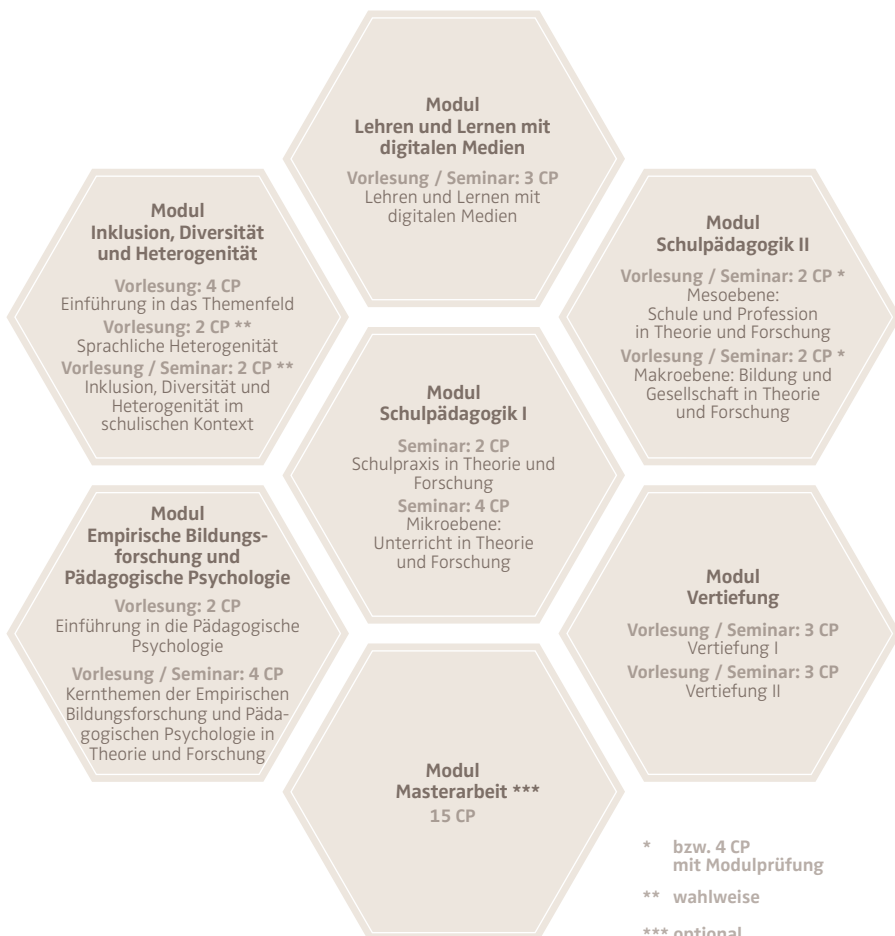 Modul
Lehren und Lernen mit
digitalen Medien
Vorlesung / Seminar: 3 CP
Lehren und Lernen mit
digitalen Medien
Modul
Inklusion, Diversität
und Heterogenität
Vorlesung: 4 CP
Einführung in das Themenfeld
Vorlesung: 2 CP **
Sprachliche Heterogenität
Vorlesung / Seminar: 2 CP **
Inklusion, Diversität und
Heterogenität im
schulischen Kontext
Modul
Schulpädagogik II
Vorlesung / Seminar: 2 CP *
Mesoebene:
Schule und Profession
in Theorie und Forschung
Vorlesung / Seminar: 2 CP *
Makroebene: Bildung und
Gesellschaft in Theorie
und Forschung
Modul
Schulpädagogik I
Seminar: 2 CP
Schulpraxis in Theorie und
Forschung
Seminar: 4 CP
Mikroebene:
Unterricht in Theorie
und Forschung
Modul
Empirische Bildungs-
forschung und
Pädagogische Psychologie
Vorlesung: 2 CP
Einführung in die Pädagogische
Psychologie
Vorlesung / Seminar: 4 CP
Kernthemen der Empirischen
Bildungsforschung und Päda-
gogischen Psychologie in
Theorie und Forschung
Modul
Vertiefung
Vorlesung / Seminar: 3 CP
Vertiefung I
Vorlesung / Seminar: 3 CP
Vertiefung II
Modul
Masterarbeit ***
15 CP
* bzw. 4 CP
mit Modulprüfung
** wahlweise
*** optional